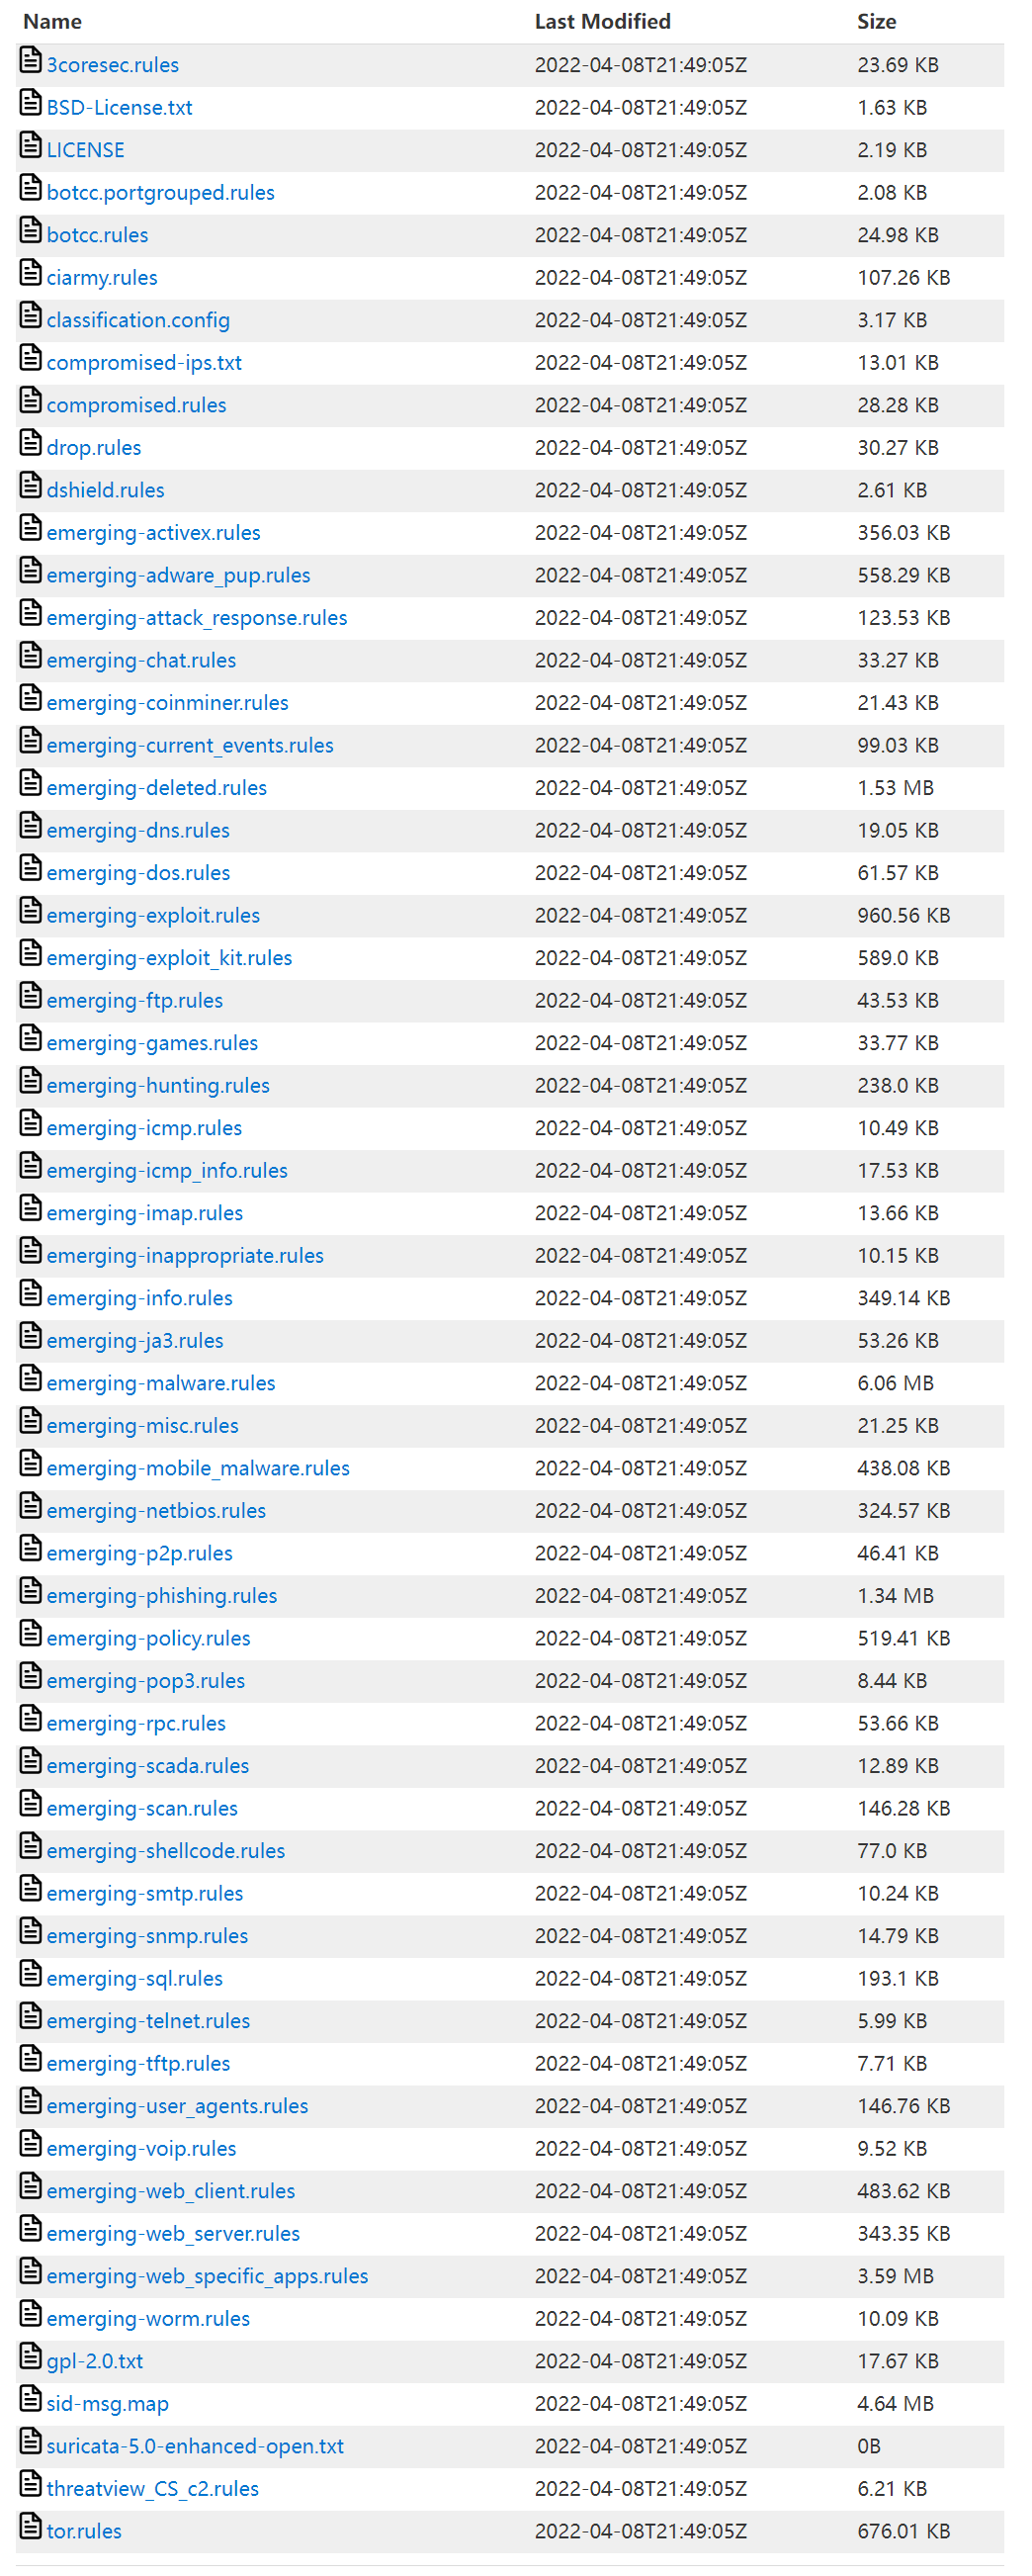 Name Last Modified Size
3coresec.rules 2022-04-08T21:49:05Z 23.69 KB
BSD-License.txt 2022-04-08T21:49:05Z 1.63 KB
LICENSE 2022-04-08T21:49:05Z 2.19 KB
botcc.portgrouped.rules 2022-04-08T21:49:05Z 2.08 KB
botcc.rules 2022-04-08T21:49:05Z 24.98 KB
ciarmy.rules 2022-04-08T21:49:05Z 107.26 KB
classification.config 2022-04-08T21:49:05Z 3.17 KB
compromised-ips.txt 2022-04-08T21:49:05Z 13.01 KB
compromised.rules 2022-04-08T21:49:05Z 28.28 KB
drop.rules 2022-04-08T21:49:05Z 30.27 KB
dshield.rules 2022-04-08T21:49:05Z 2.61 KB
emerging-activex.rules 2022-04-08T21:49:05Z 356.03 KB
emerging-adware_pup.rules 2022-04-08T21:49:05Z 558.29 KB
emerging-attack_response.rules 2022-04-08T21:49:05Z 123.53 KB
emerging-chat.rules 2022-04-08T21:49:05Z 33.27 KB
emerging-coinminer.rules 2022-04-08T21:49:05Z 21.43 KB
emerging-current_events.rules 2022-04-08T21:49:05Z 99.03 KB
emerging-deleted.rules 2022-04-08T21:49:05Z 1.53 MB
emerging-dns.rules 2022-04-08T21:49:05Z 19.05 KB
emerging-dos.rules 2022-04-08T21:49:05Z 61.57 KB
emerging-exploit.rules 2022-04-08T21:49:05Z 960.56 KB
emerging-exploit_kit.rules 2022-04-08T21:49:05Z 589.0 KB
emerging-ftp.rules 2022-04-08T21:49:05Z 43.53 KB
emerging-games.rules 2022-04-08T21:49:05Z 33.77 KB
emerging-hunting.rules 2022-04-08T21:49:05Z 238.0 KB
emerging-icmp.rules 2022-04-08T21:49:05Z 10.49 KB
emerging-icmp_info.rules 2022-04-08T21:49:05Z 17.53 KB
emerging-imap.rules 2022-04-08T21:49:05Z 13.66 KB
emerging-inappropriate.rules 2022-04-08T21:49:05Z 10.15 KB
emerging-info.rules 2022-04-08T21:49:05Z 349.14 KB
emerging-ja3.rules 2022-04-08T21:49:05Z 53.26 KB
emerging-malware.rules 2022-04-08T21:49:05Z 6.06 MB
emerging-misc.rules 2022-04-08T21:49:05Z 21.25 KB
emerging-mobile_malware.rules 2022-04-08T21:49:05Z 438.08 KB
emerging-netbios.rules 2022-04-08T21:49:05Z 324.57 KB
emerging-p2p.rules 2022-04-08T21:49:05Z 46.41 KB
emerging-phishing.rules 2022-04-08T21:49:05Z 1.34 MB
emerging-policy.rules 2022-04-08T21:49:05Z 519.41 KB
emerging-pop3.rules 2022-04-08T21:49:05Z 8.44 KB
emerging-rpc.rules 2022-04-08T21:49:05Z 53.66 KB
emerging-scada.rules 2022-04-08T21:49:05Z 12.89 KB
emerging-scan.rules 2022-04-08T21:49:05Z 146.28 KB
emerging-shellcode.rules 2022-04-08T21:49:05Z 77.0 KB
emerging-smtp.rules 2022-04-08T21:49:05Z 10.24 KB
emerging-snmp.rules 2022-04-08T21:49:05Z 14.79 KB
emerging-sql.rules 2022-04-08T21:49:05Z 193.1 KB
emerging-telnet.rules 2022-04-08T21:49:05Z 5.99 KB
emerging-tftp.rules 2022-04-08T21:49:05Z 7.71 KB
emerging-user_agents.rules 2022-04-08T21:49:05Z 146.76 KB
emerging-voip.rules 2022-04-08T21:49:05Z 9.52 KB
emerging-web_client.rules 2022-04-08T21:49:05Z 483.62 KB
emerging-web_server.rules 2022-04-08T21:49:05Z 343.35 KB
emerging-web_specific_apps.rules 2022-04-08T21:49:05Z 3.59 MB
emerging-worm.rules 2022-04-08T21:49:05Z 10.09 KB
gpl-2.0.txt 2022-04-08T21:49:05Z 17.67 KB
sid-msg.map 2022-04-08T21:49:05Z 4.64 MB
suricata-5.0-enhanced-open.txt 2022-04-08T21:49:05Z 0B
threatview_CS_c2.rules 2022-04-08T21:49:05Z 6.21 KB
tor.rules 2022-04-08T21:49:05Z 676.01 KB